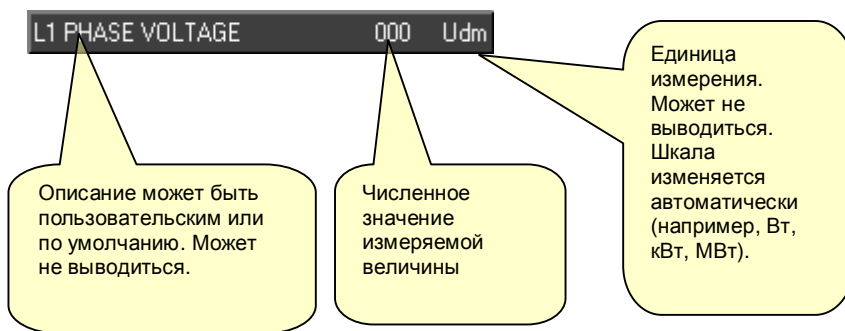 L1 PHASE VOLTAGE 000 Udm
Описание может быть
пользовательским или
по умолчанию. Может
не выводиться.
Численное
значение
измеряемой
величины
Единица
измерения.
Может не
выводиться.
Шкала
изменяется
автоматически
(например, Вт,
кВт, МВт).